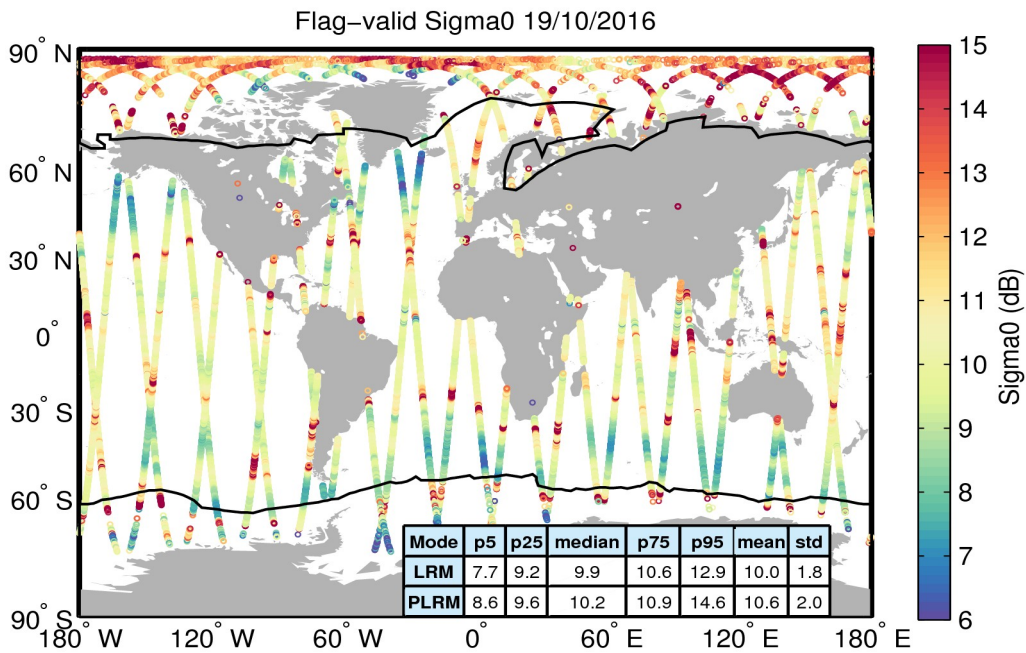 Flag-valid Sigma0 19/10/2016
90° N
60° N
30° N
0°
30° S
60° S
90° S
180° W
120° W
60° W
0°
60° E
120° E
180° E
Mode p5 p25 median p75 p95 mean std
LRM 7.7 9.2 9.9 10.6 12.9 10.0 1.8
PLRM 8.6 9.6 10.2 10.9 14.6 10.6 2.0
15
14
13
12
11
10
9
8
7
6
Sigma0 (dB)